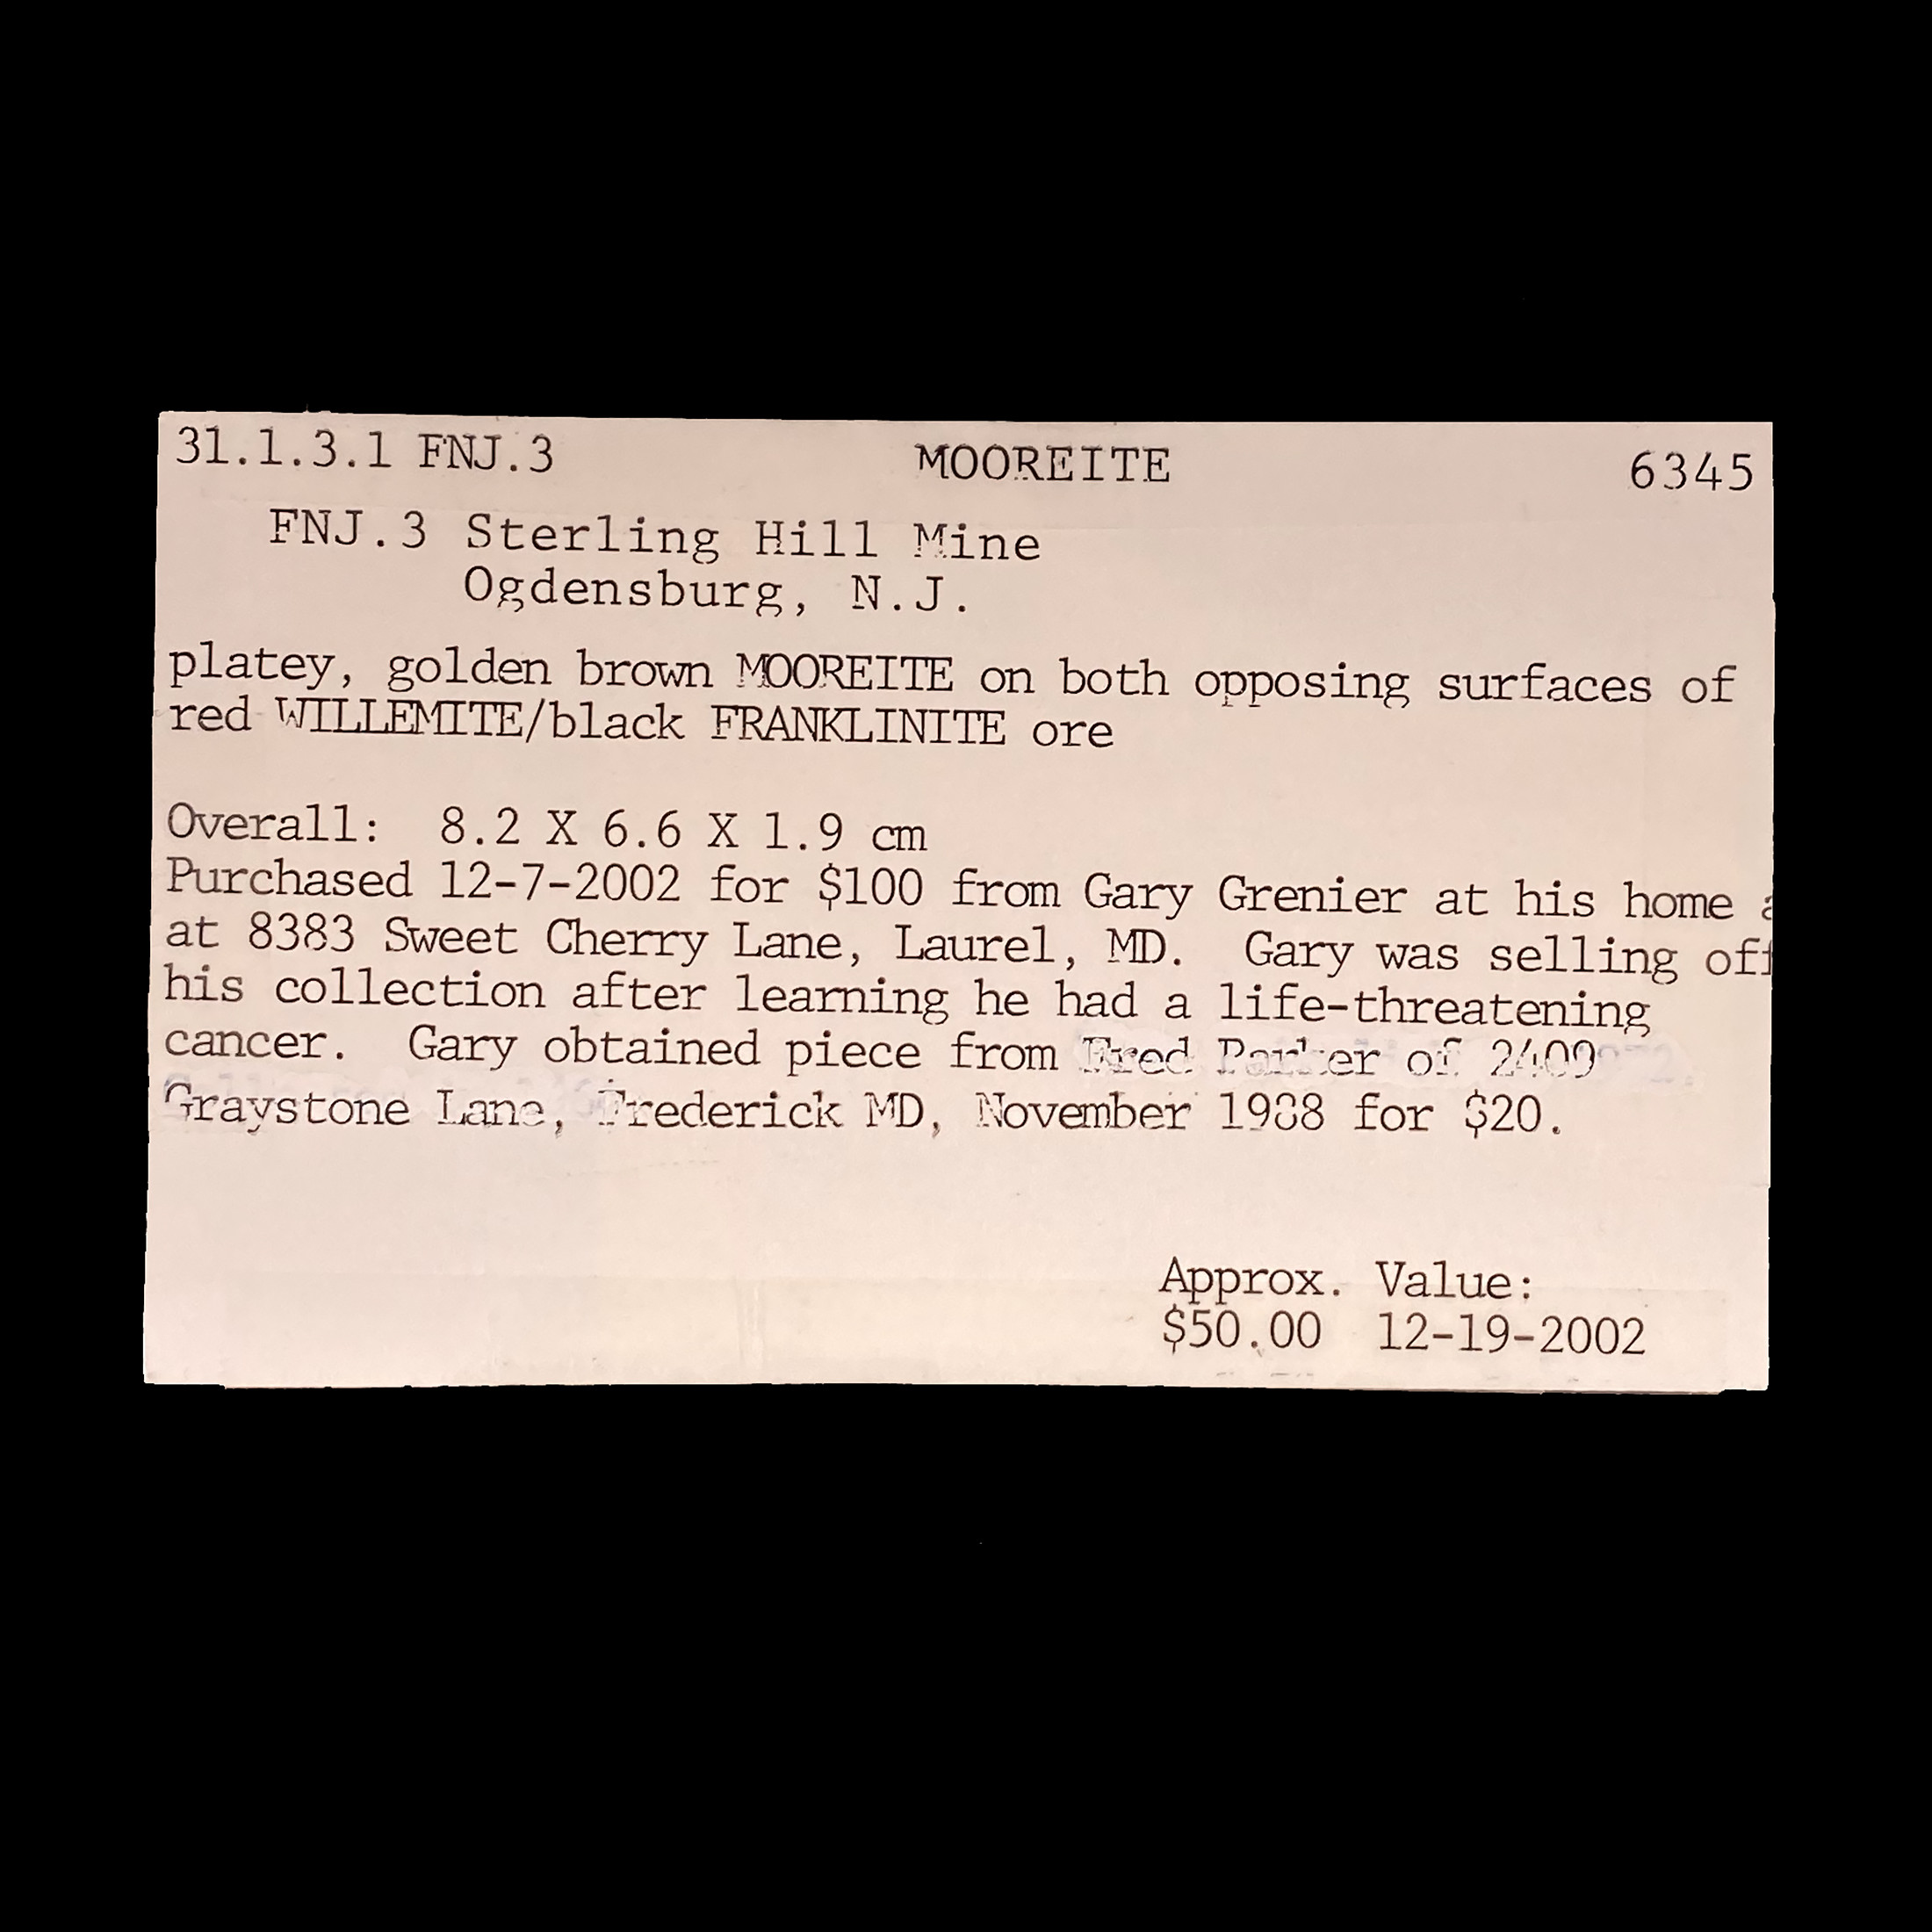 31.1.3.1 FNJ.3 MOOREITE 6345
FNJ.3 Sterling Hill Mine
Ogdensburg, N.J.
platey, golden brown MOOREITE on both opposing surfaces of
red WILLEMITE/black FRANKLINITE ore
Overall: 8.2 X 6.6 X 1.9 cm
Purchased 12-7-2002 for $100 from Gary Grenier at his home a
at 8383 Sweet Cherry Lane, Laurel, MD. Gary was selling off
his collection after learning he had a life-threatening
cancer. Gary obtained piece from Fred Parker of 2409
Graystone Lane, Frederick MD, November 1988 for $20.
Approx. Value:
$50.00 12-19-2002